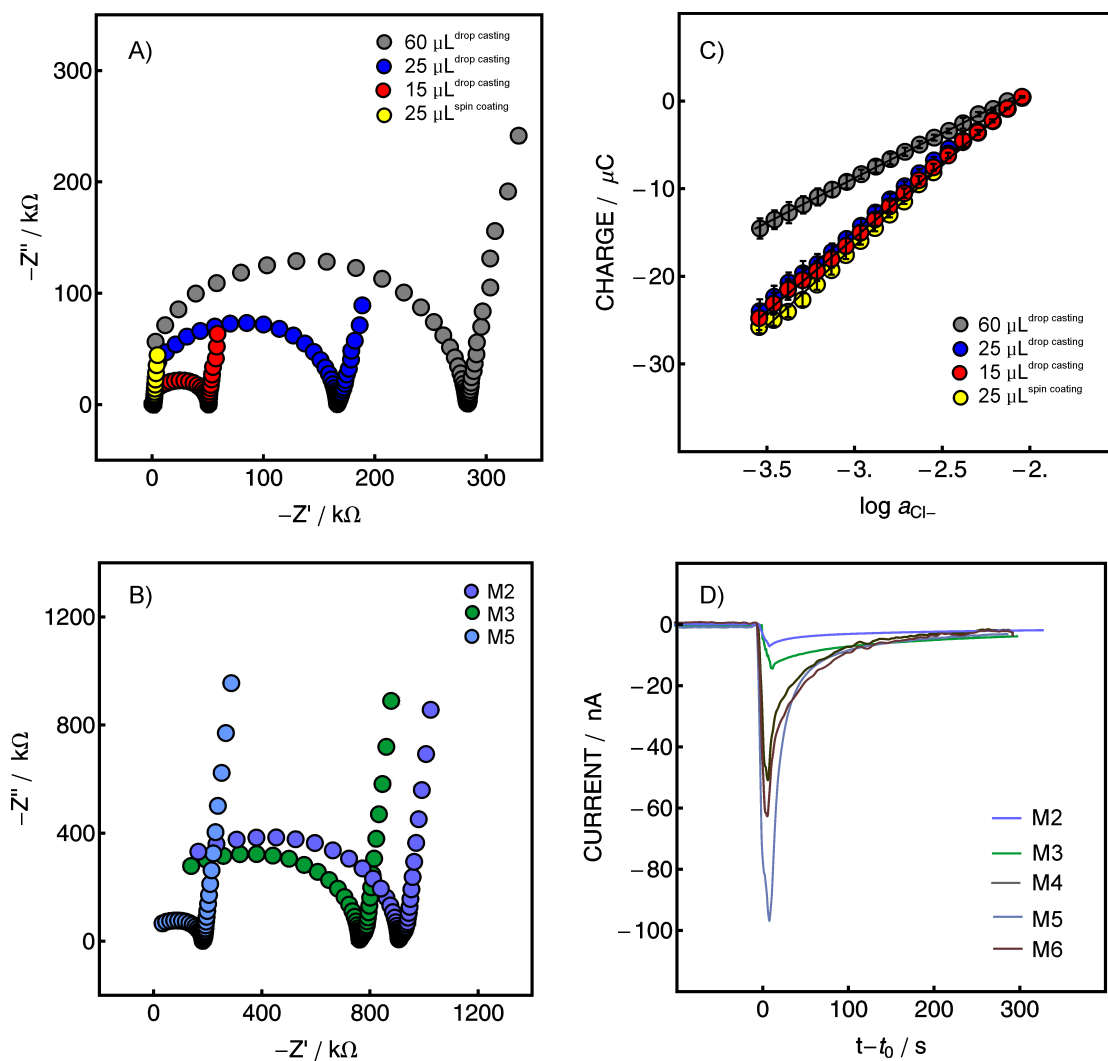 A)
60 μL drop casting
25 μL drop casting
15 μL drop casting
25 μL spin coating
300
200
100
0
−Z'' / kΩ
0 100 200 300
−Z' / kΩ
C)
0
−10
−20
−30
CHARGE / μC
60 μL drop casting
25 μL drop casting
15 μL drop casting
25 μL spin coating
−3.5 −3. −2.5 −2.
log aCl−
B)
M2
M3
M5
1200
800
400
0
−Z'' / kΩ
0 400 800 1200
−Z' / kΩ
D)
0
−20
−40
−60
−80
−100
CURRENT / nA
M2
M3
M4
M5
M6
0 100 200 300
t−t0 / s